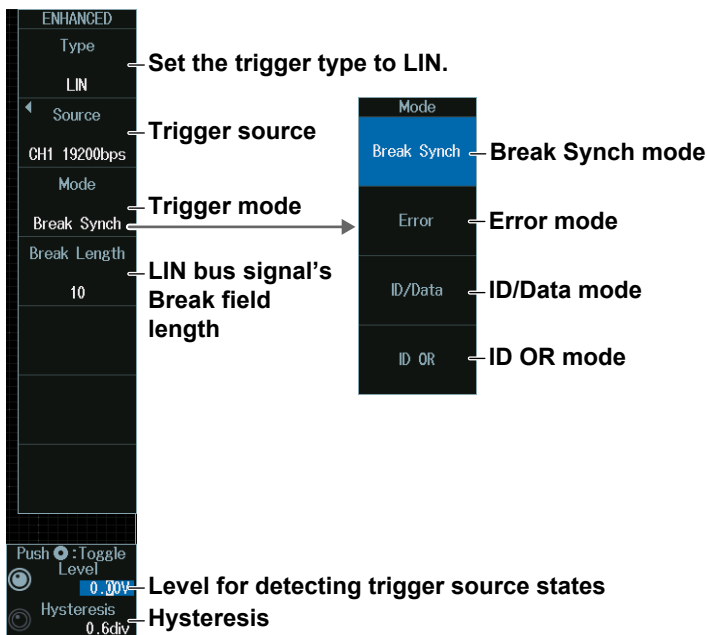 ENHANCED
Type
LIN
Set the trigger type to LIN.
Source
CH1 19200bps
Trigger source
Mode
Break Synch
Trigger mode
Break Length
10
LIN bus signal's
Break field
length
Mode
Break Synch
Break Synch mode
Error
Error mode
ID/Data
ID/Data mode
ID OR
ID OR mode
Push :Toggle
Level
0.00V
Level for detecting trigger source states
Hysteresis
0.6div
Hysteresis